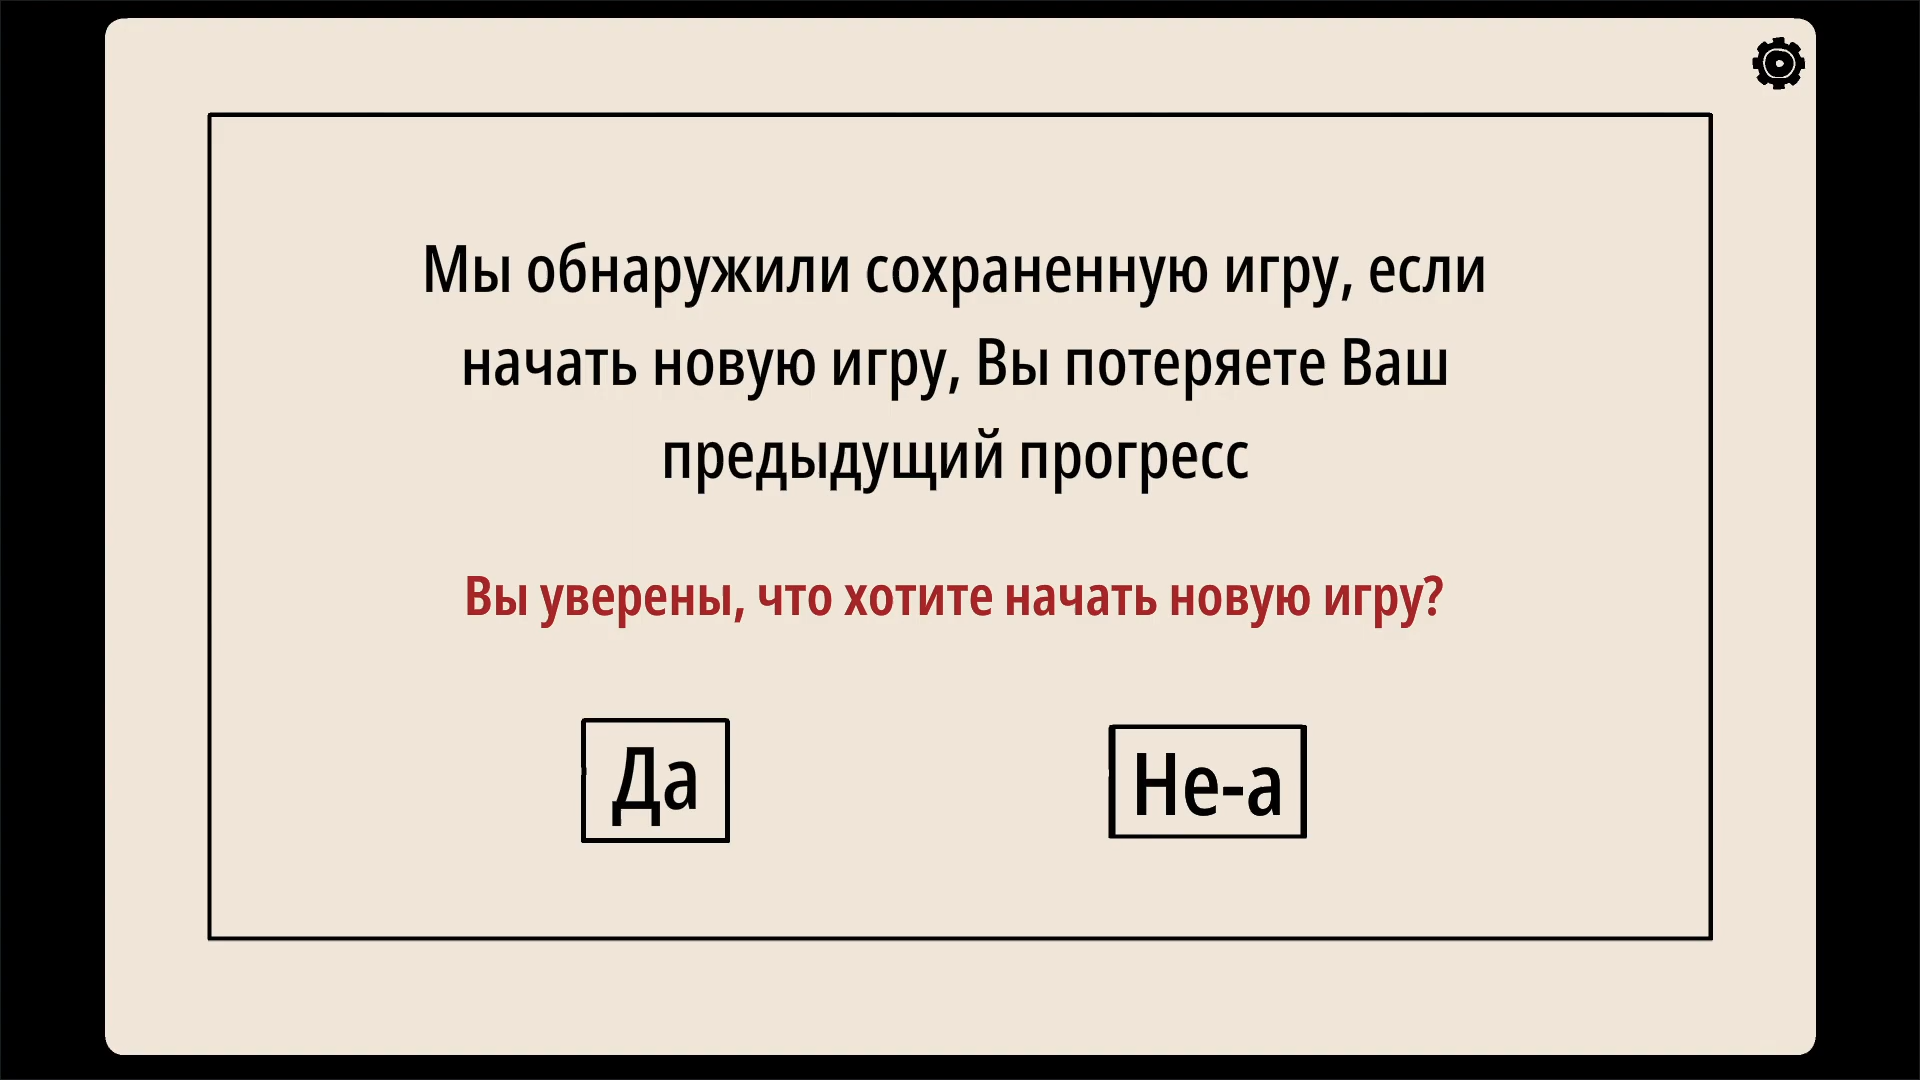 Мы обнаружили сохраненную игру, если
начать новую игру, Вы потеряете Ваш
предыдущий прогресс
Вы уверены, что хотите начать новую игру?
Да
Не-а